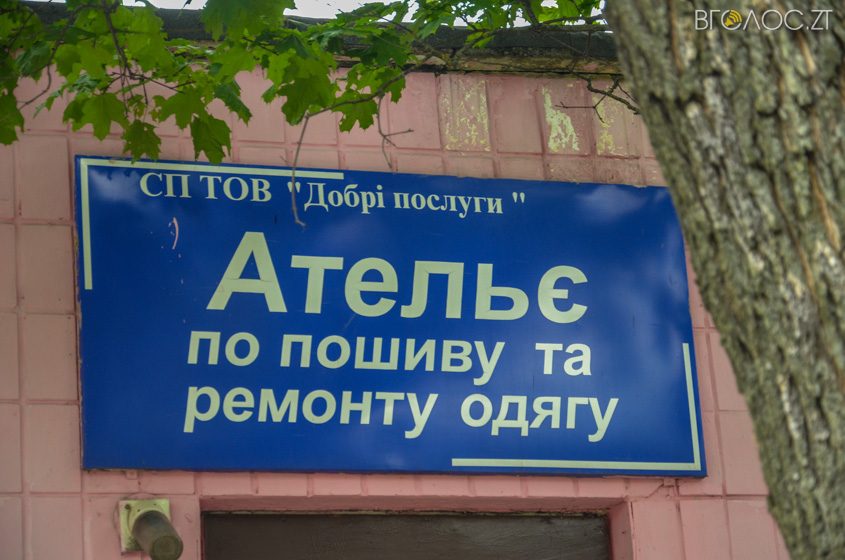 ВГОЛОС.ZT
СП ТОВ "Добрі послуги "
Ательє
по пошиву та
ремонту одягу